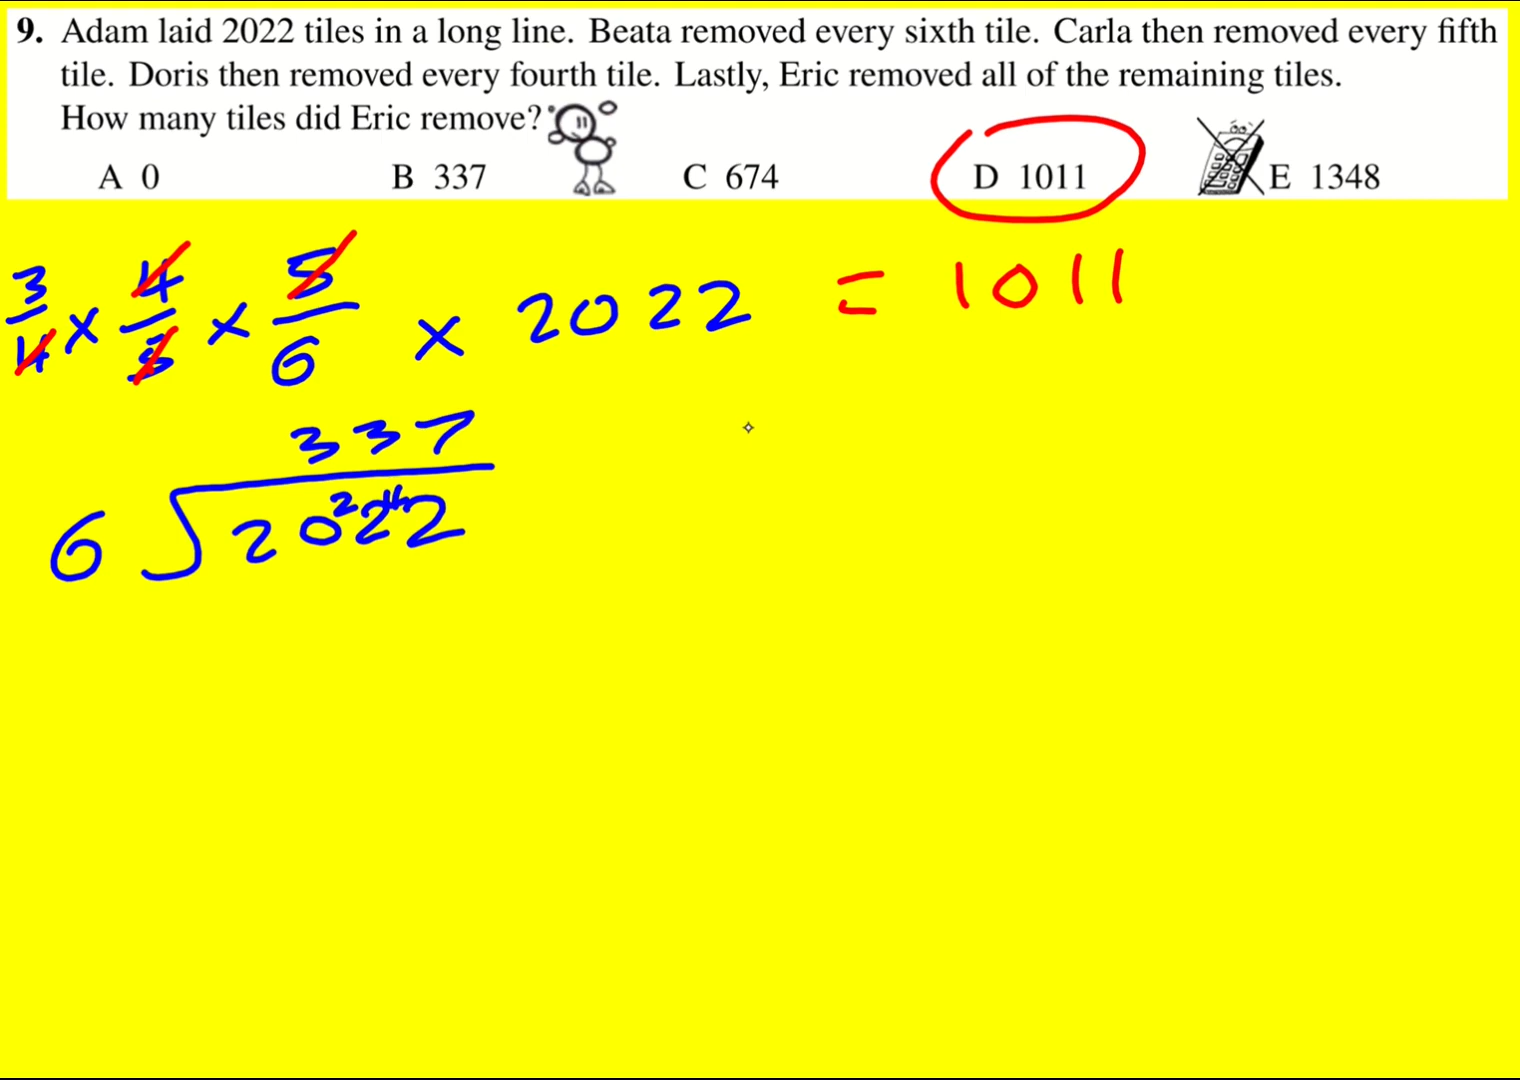 9. Adam laid 2022 tiles in a long line. Beata removed every sixth tile. Carla then removed every fifth
tile. Doris then removed every fourth tile. Lastly, Eric removed all of the remaining tiles.
How many tiles did Eric remove?
A 0 B 337 C 674 D 1011 E 1348
3/4 × 4/5 × 5/6 × 2022 = 1011
337
6 √2022